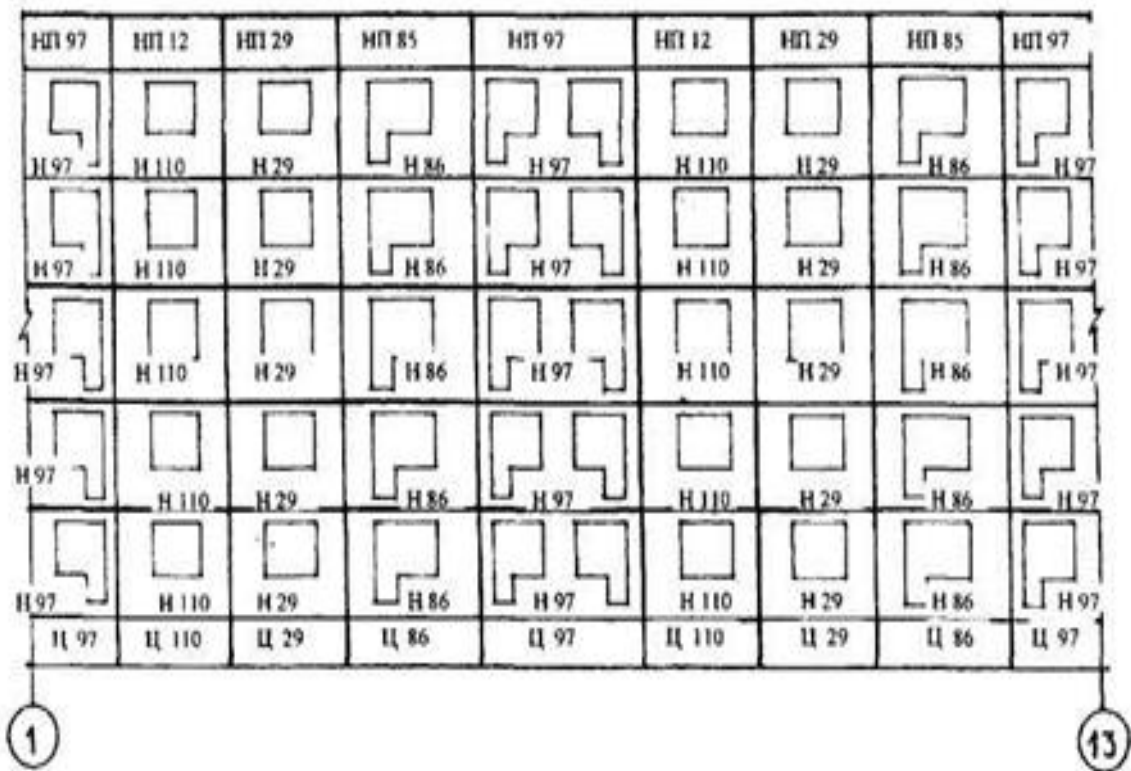 НП 97 НП 12 НП 29 НП 85 НП 97 НП 12 НП 29 НП 85 НП 97
Н 97 Н 110 Н 29 Н 86 Н 97 Н 110 Н 29 Н 86 Н 97
Н 97 Н 110 Н 29 Н 86 Н 97 Н 110 Н 29 Н 86 Н 97
Н 97 Н 110 Н 29 Н 86 Н 97 Н 110 Н 29 Н 86 Н 97
Н 97 Н 110 Н 29 Н 86 Н 97 Н 110 Н 29 Н 86 Н 97
Н 97 Н 110 Н 29 Н 86 Н 97 Н 110 Н 29 Н 86 Н 97
Ц 97 Ц 110 Ц 29 Ц 86 Ц 97 Ц 110 Ц 29 Ц 86 Ц 97
1 13